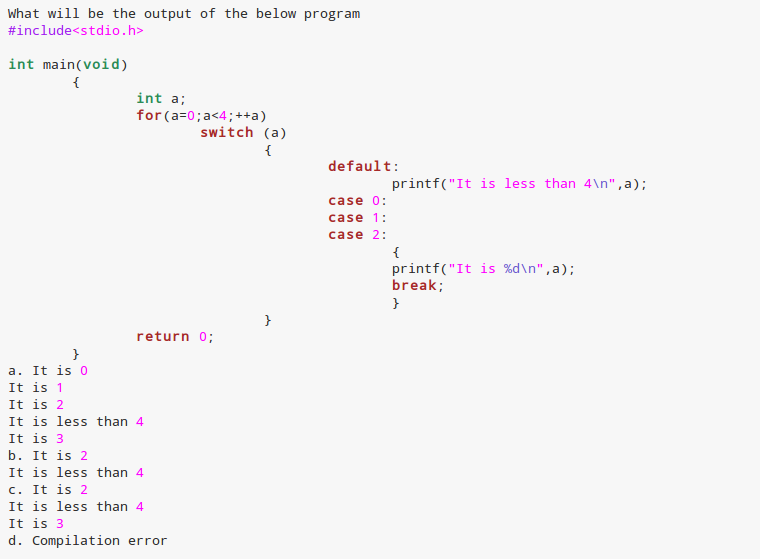 What will be the output of the below program
#include<stdio.h>
int main(void)
{
int a;
for(a=0;a<4;++a)
switch (a)
{
default:
printf("It is less than 4\n",a);
case 0:
case 1:
case 2:
{
printf("It is %d\n",a);
break;
}
}
return 0;
}
a. It is 0
It is 1
It is 2
It is less than 4
It is 3
b. It is 2
It is less than 4
c. It is 2
It is less than 4
It is 3
d. Compilation error